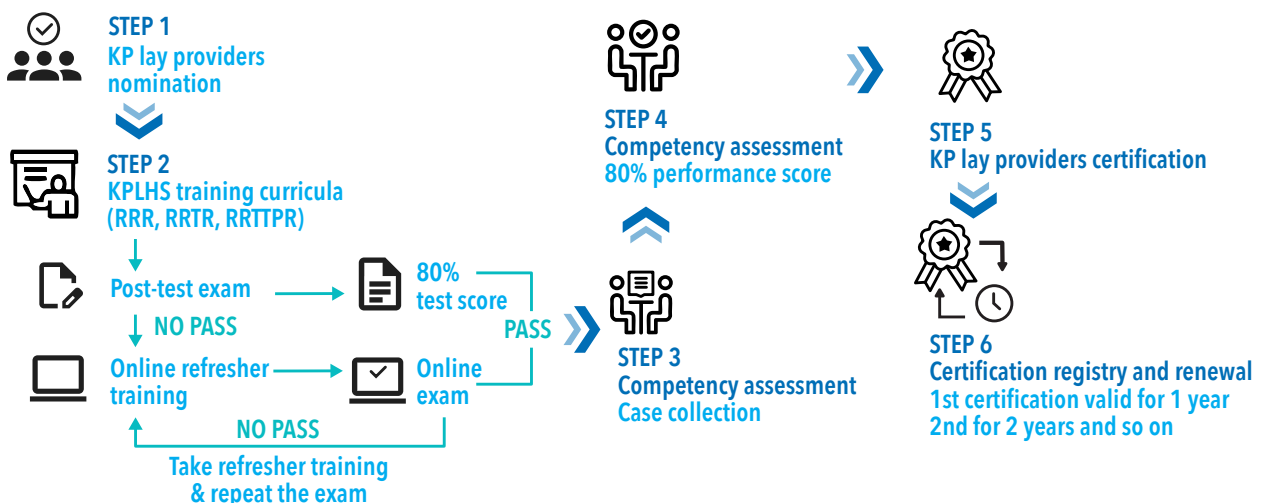 STEP 1
KP lay providers
nomination
STEP 2
KPLHS training curricula
(RRR, RRTR, RRTTPR)
Post-test exam
80%
test score
NO PASS
PASS
Online refresher
training
Online
exam
NO PASS
Take refresher training
& repeat the exam
STEP 3
Competency assessment
Case collection
STEP 4
Competency assessment
80% performance score
STEP 5
KP lay providers certification
STEP 6
Certification registry and renewal
1st certification valid for 1 year
2nd for 2 years and so on